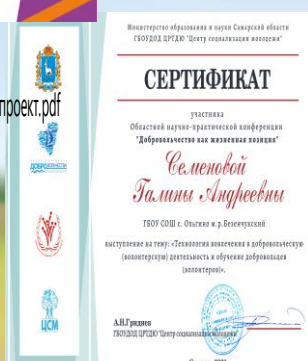 проект.pdf
Министерство образования и науки Самарской области
ГБОУДОД ЦРТДЮ "Центр социализации молодежи"
СЕРТИФИКАТ
участника
Областной научно-практической конференции
"Добровольчество как жизненная позиция"
Семеновой
Галины Андреевны
ГБОУ СОШ с. Ольгино м.р.Безенчукский
выступление на тему: «Технология вовлечения в добровольческую
(волонтерскую) деятельность и обучение добровольцев
(волонтеров)».
ЦСМ
А.Н.Гриднев
ГБОУДОД ЦРТДЮ "Центр социализации молодежи"